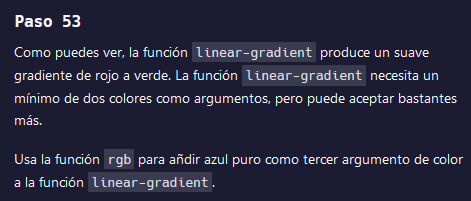 Paso 53
Como puedes ver, la función linear-gradient produce un suave
gradiente de rojo a verde. La función linear-gradient necesita un
mínimo de dos colores como argumentos, pero puede aceptar bastantes
más.
Usa la función rgb para añdir azul puro como tercer argumento de color
a la función linear-gradient.